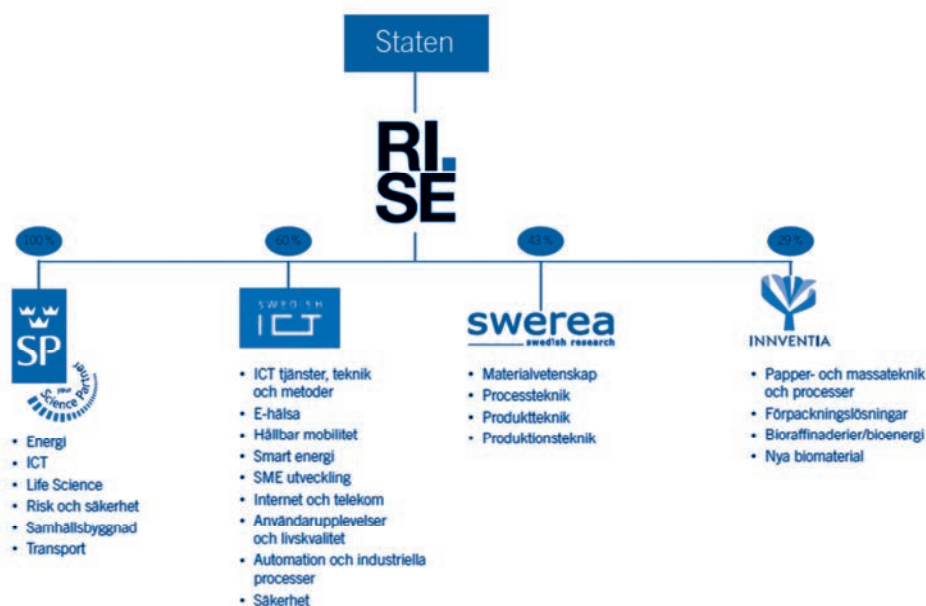 Staten
RI.
SE
100 %
60 %
43 %
29 %
SP
your
Science Partner
• Energi
• ICT
• Life Science
• Risk och säkerhet
• Samhällsbyggnad
• Transport
SWEDISH
ICT
• ICT tjänster, teknik
och metoder
• E-hälsa
• Hållbar mobilitet
• Smart energi
• SME utveckling
• Internet och telekom
• Användarupplevelser
och livskvalitet
• Automation och industriella
processer
• Säkerhet
swerea
swedish research
• Materialvetenskap
• Processteknik
• Produktteknik
• Produktionsteknik
INNVENTIA
• Papper- och massateknik
och processer
• Förpackningslösningar
• Bioraffinaderier/bioenergi
• Nya biomaterial